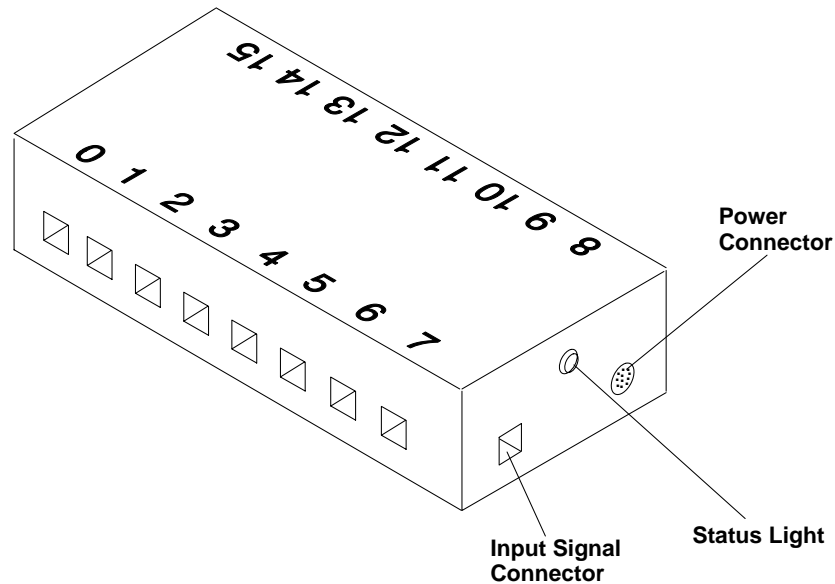 15 14 13 12 11 10 9 8
0 1 2 3 4 5 6 7
Power
Connector
Status Light
Input Signal
Connector